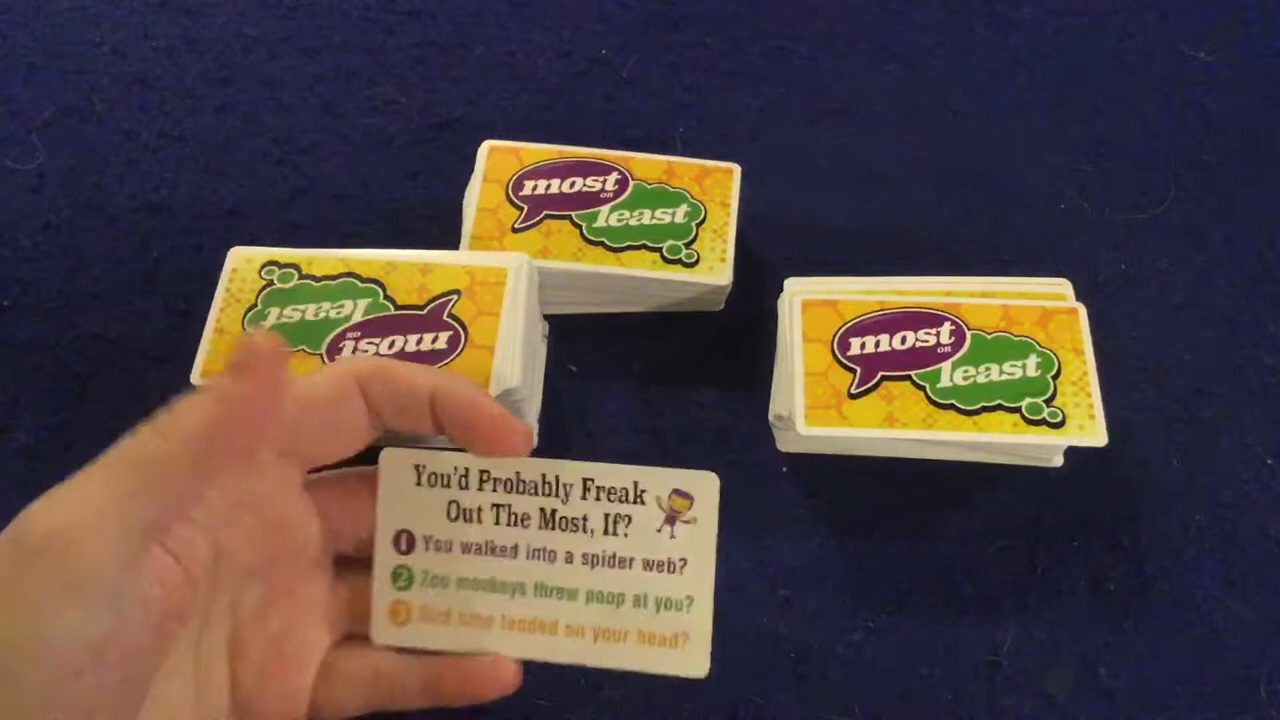 most
OR
least
least
OR
most
most
OR
least
You'd Probably Freak
Out The Most, If?
1 You walked into a spider web?
2 Zoo monkeys threw poop at you?
3 landed on your head?